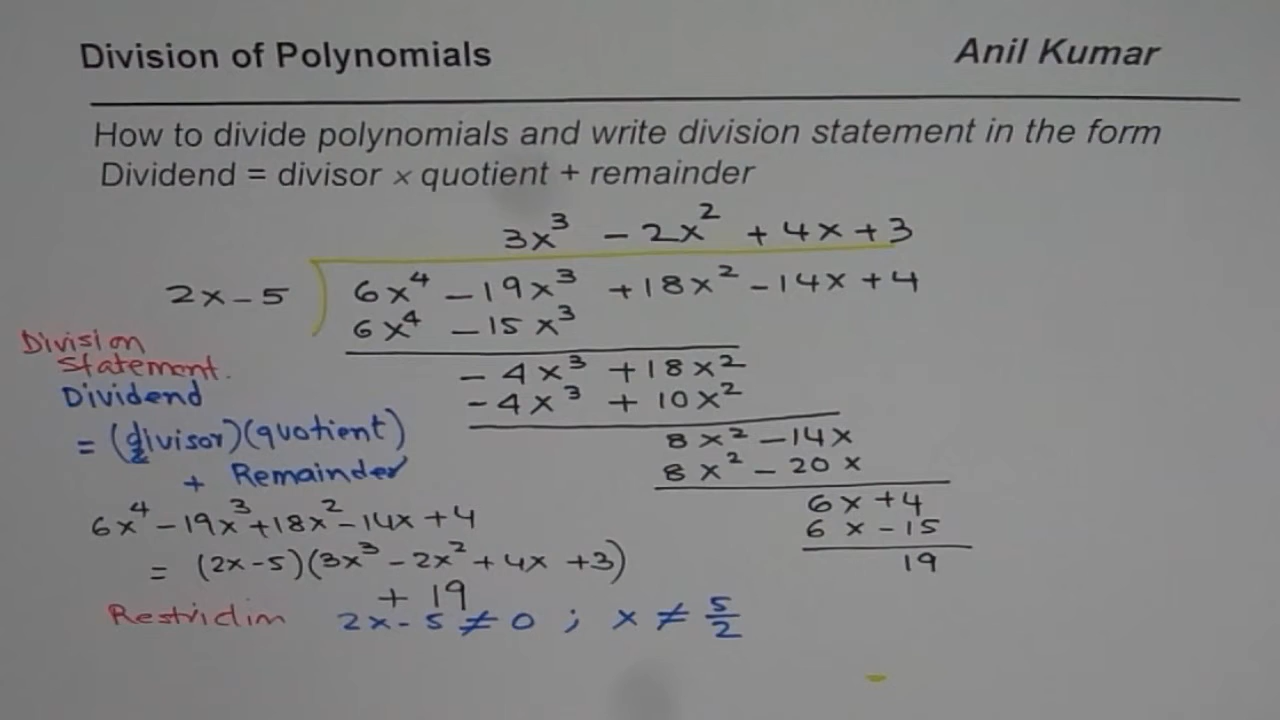 Division of Polynomials Anil Kumar
How to divide polynomials and write division statement in the form
Dividend = divisor × quotient + remainder
3x³ - 2x² + 4x + 3
2x - 5 6x⁴ - 19x³ + 18x² - 14x + 4
6x⁴ - 15x³
- 4x³ + 18x²
- 4x³ + 10x²
8x² - 14x
8x² - 20x
6x + 4
6x - 15
19
Division
Statement.
Dividend
= (divisor)(quotient)
+ Remainder
6x⁴ - 19x³ + 18x² - 14x + 4
= (2x - 5)(3x³ - 2x² + 4x + 3)
+ 19
Restriction 2x - 5 ≠ 0 ; x ≠ 5/2